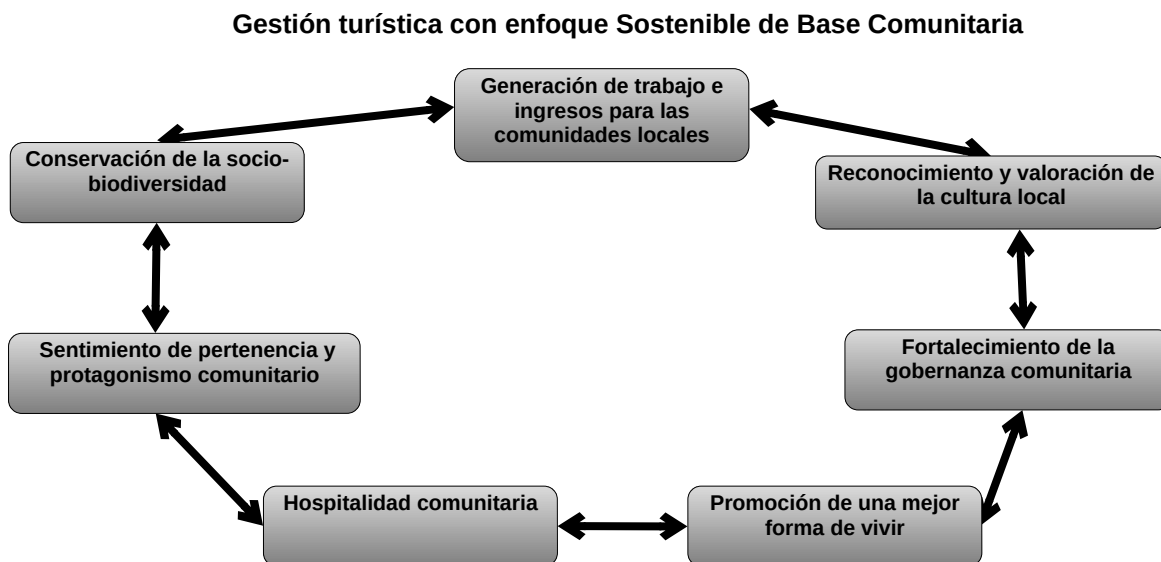 Gestión turística con enfoque Sostenible de Base Comunitaria
Generación de trabajo e
ingresos para las
comunidades locales
Conservación de la socio-
biodiversidad
Reconocimiento y valoración de
la cultura local
Sentimiento de pertenencia y
protagonismo comunitario
Fortalecimiento de la
gobernanza comunitaria
Hospitalidad comunitaria
Promoción de una mejor
forma de vivir